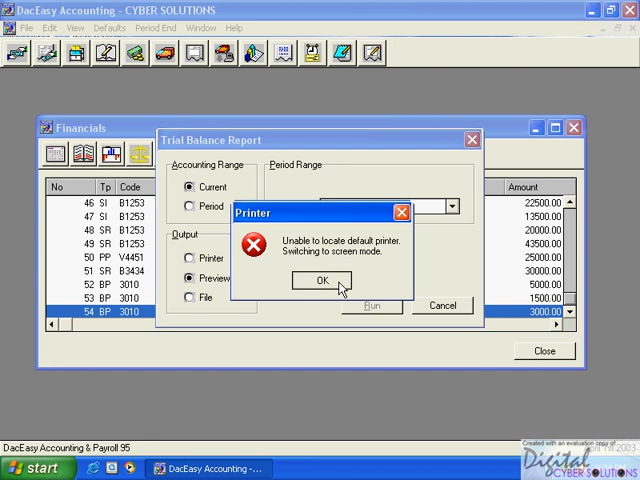 DacEasy Accounting - CYBER SOLUTIONS
File Edit View Defaults Period End Window Help
Financials
Trial Balance Report
Accounting Range
Period Range
Current
Period
Output
Printer
Preview
File
Run
Cancel
Printer
Unable to locate default printer.
Switching to screen mode.
OK
No Tp Code Amount
46 SI B1253 22500.00
47 SI B1253 13500.00
48 SR B1253 20000.00
49 SR B1253 43500.00
50 PP V4451 25000.00
51 SR B3434 30000.00
52 BP 3010 5000.00
53 BP 3010 1500.00
54 BP 3010 3000.00
Close
DacEasy Accounting & Payroll 95
Created with an evaluation copy of
Digital
CYBER SOLUTIONS
start
DacEasy Accounting -...